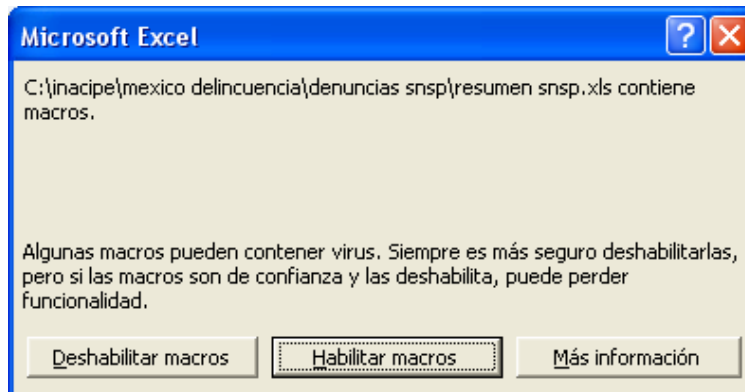 Microsoft Excel
C:\inacipe\mexico delincuencia\denuncias snsp\resumen snsp.xls contiene
macros.
Algunas macros pueden contener virus. Siempre es más seguro deshabilitarlas,
pero si las macros son de confianza y las deshabilita, puede perder
funcionalidad.
Deshabilitar macros Habilitar macros Más información